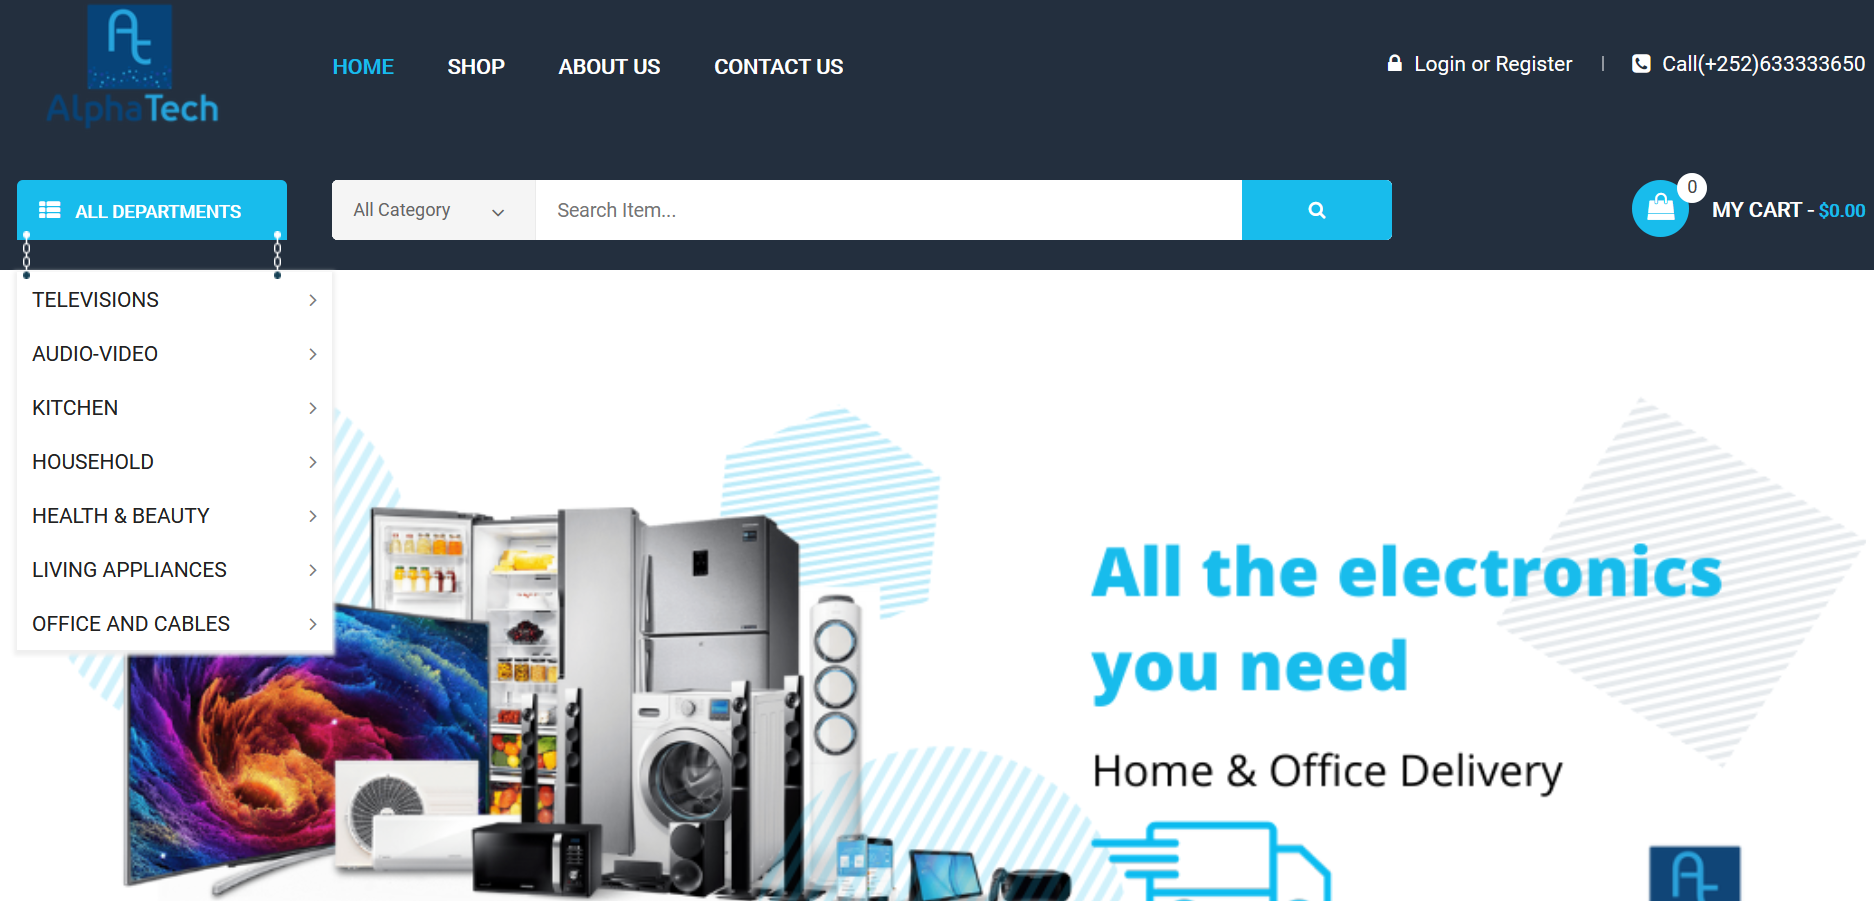 At
AlphaTech
HOME SHOP ABOUT US CONTACT US
Login or Register | Call(+252)633333650
ALL DEPARTMENTS
All Category
Search Item...
0
MY CART - $0.00
TELEVISIONS
AUDIO-VIDEO
KITCHEN
HOUSEHOLD
HEALTH & BEAUTY
LIVING APPLIANCES
OFFICE AND CABLES
All the electronics
you need
Home & Office Delivery
At